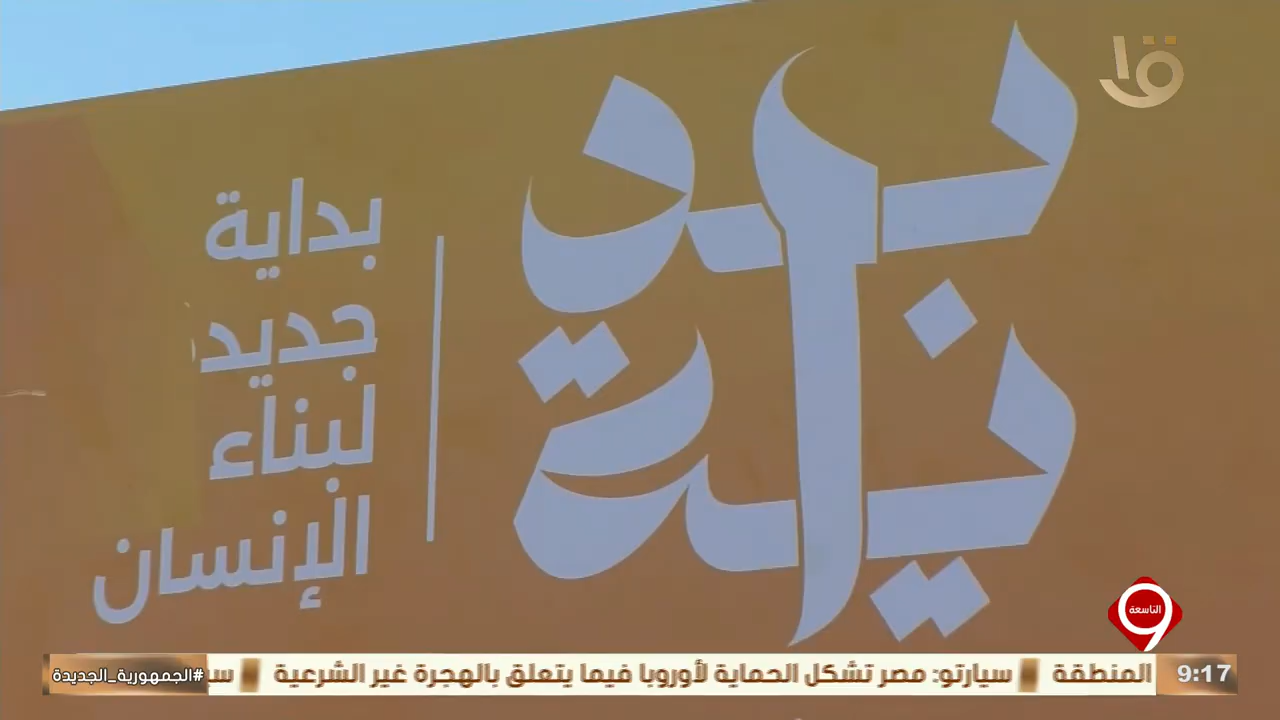 بداية
بداية
جديد
لبناء
الإنسان
التاسعة
9
9:17
المنطقة سيارتو: مصر تشكل الحماية لأوروبا فيما يتعلق بالهجرة غير الشرعية
#الجمهورية_الجديدة